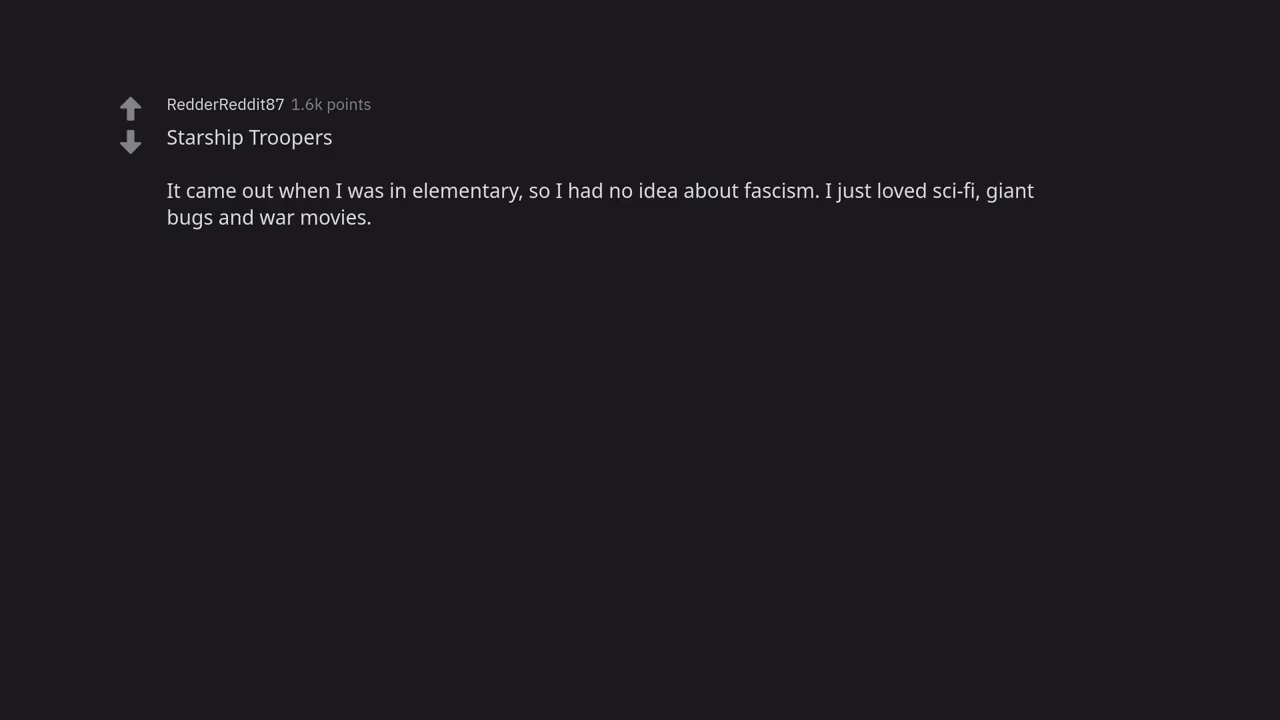 RedderReddit87 1.6k points
Starship Troopers
It came out when I was in elementary, so I had no idea about fascism. I just loved sci-fi, giant
bugs and war movies.